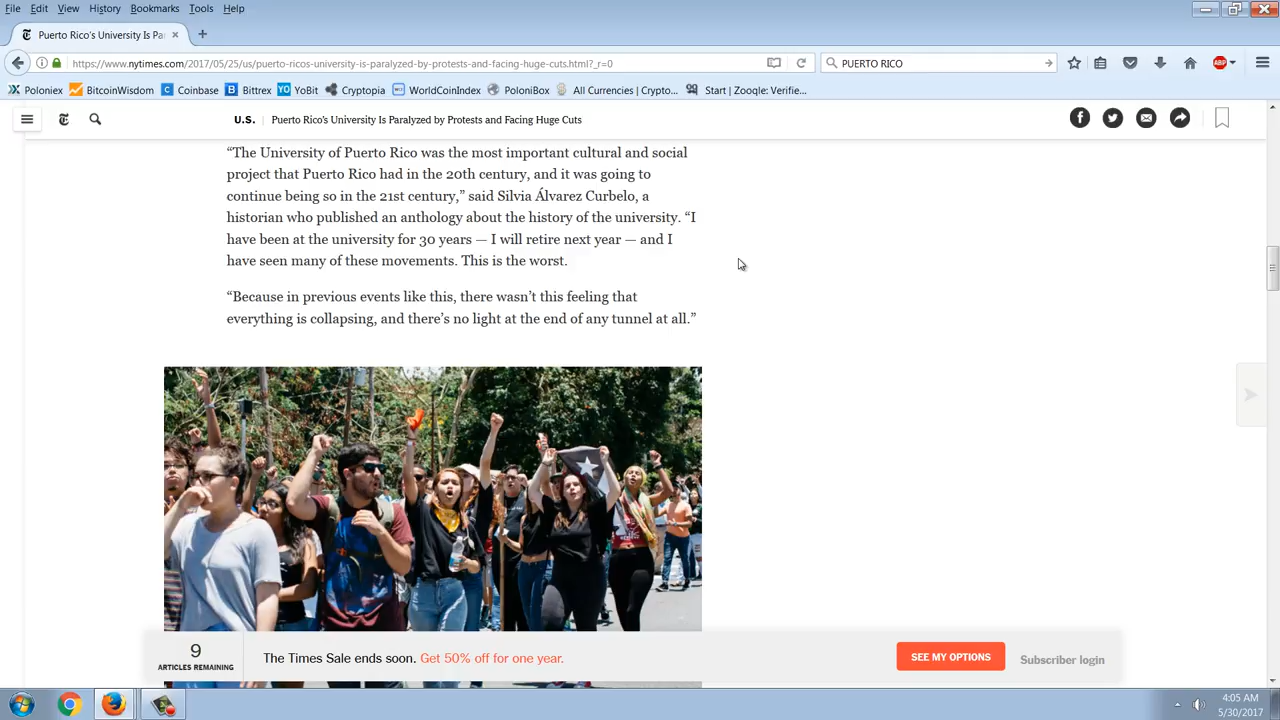 File Edit View History Bookmarks Tools Help
Puerto Rico's University Is Pa
https://www.nytimes.com/2017/05/25/us/puerto-ricos-university-is-paralyzed-by-protests-and-facing-huge-cuts.html?_r=0
PUERTO RICO
ABP
Poloniex BitcoinWisdom Coinbase Bittrex YoBit Cryptopia WorldCoinIndex PoloniBox All Currencies | Crypto... Start | Zooqle: Verifie...
U.S. | Puerto Rico's University Is Paralyzed by Protests and Facing Huge Cuts
“The University of Puerto Rico was the most important cultural and social
project that Puerto Rico had in the 20th century, and it was going to
continue being so in the 21st century,” said Silvia Álvarez Curbelo, a
historian who published an anthology about the history of the university. “I
have been at the university for 30 years — I will retire next year — and I
have seen many of these movements. This is the worst.
“Because in previous events like this, there wasn’t this feeling that
everything is collapsing, and there’s no light at the end of any tunnel at all.”
9
ARTICLES REMAINING
The Times Sale ends soon. Get 50% off for one year.
SEE MY OPTIONS
Subscriber login
4:05 AM
5/30/2017